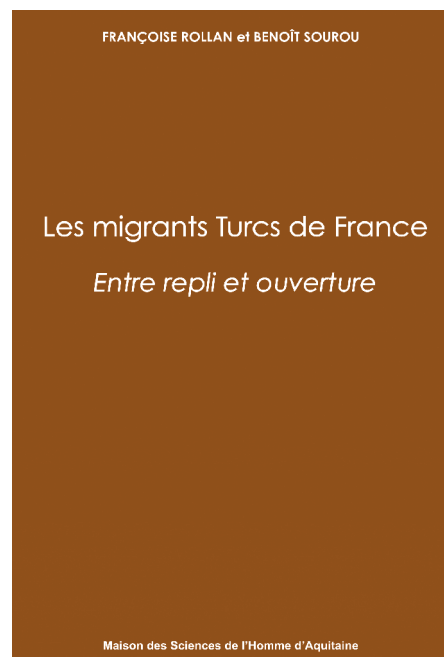 FRANÇOISE ROLLAN et BENOÎT SOUROU
Les migrants Turcs de France
Entre repli et ouverture
Maison des Sciences de l'Homme d'Aquitaine